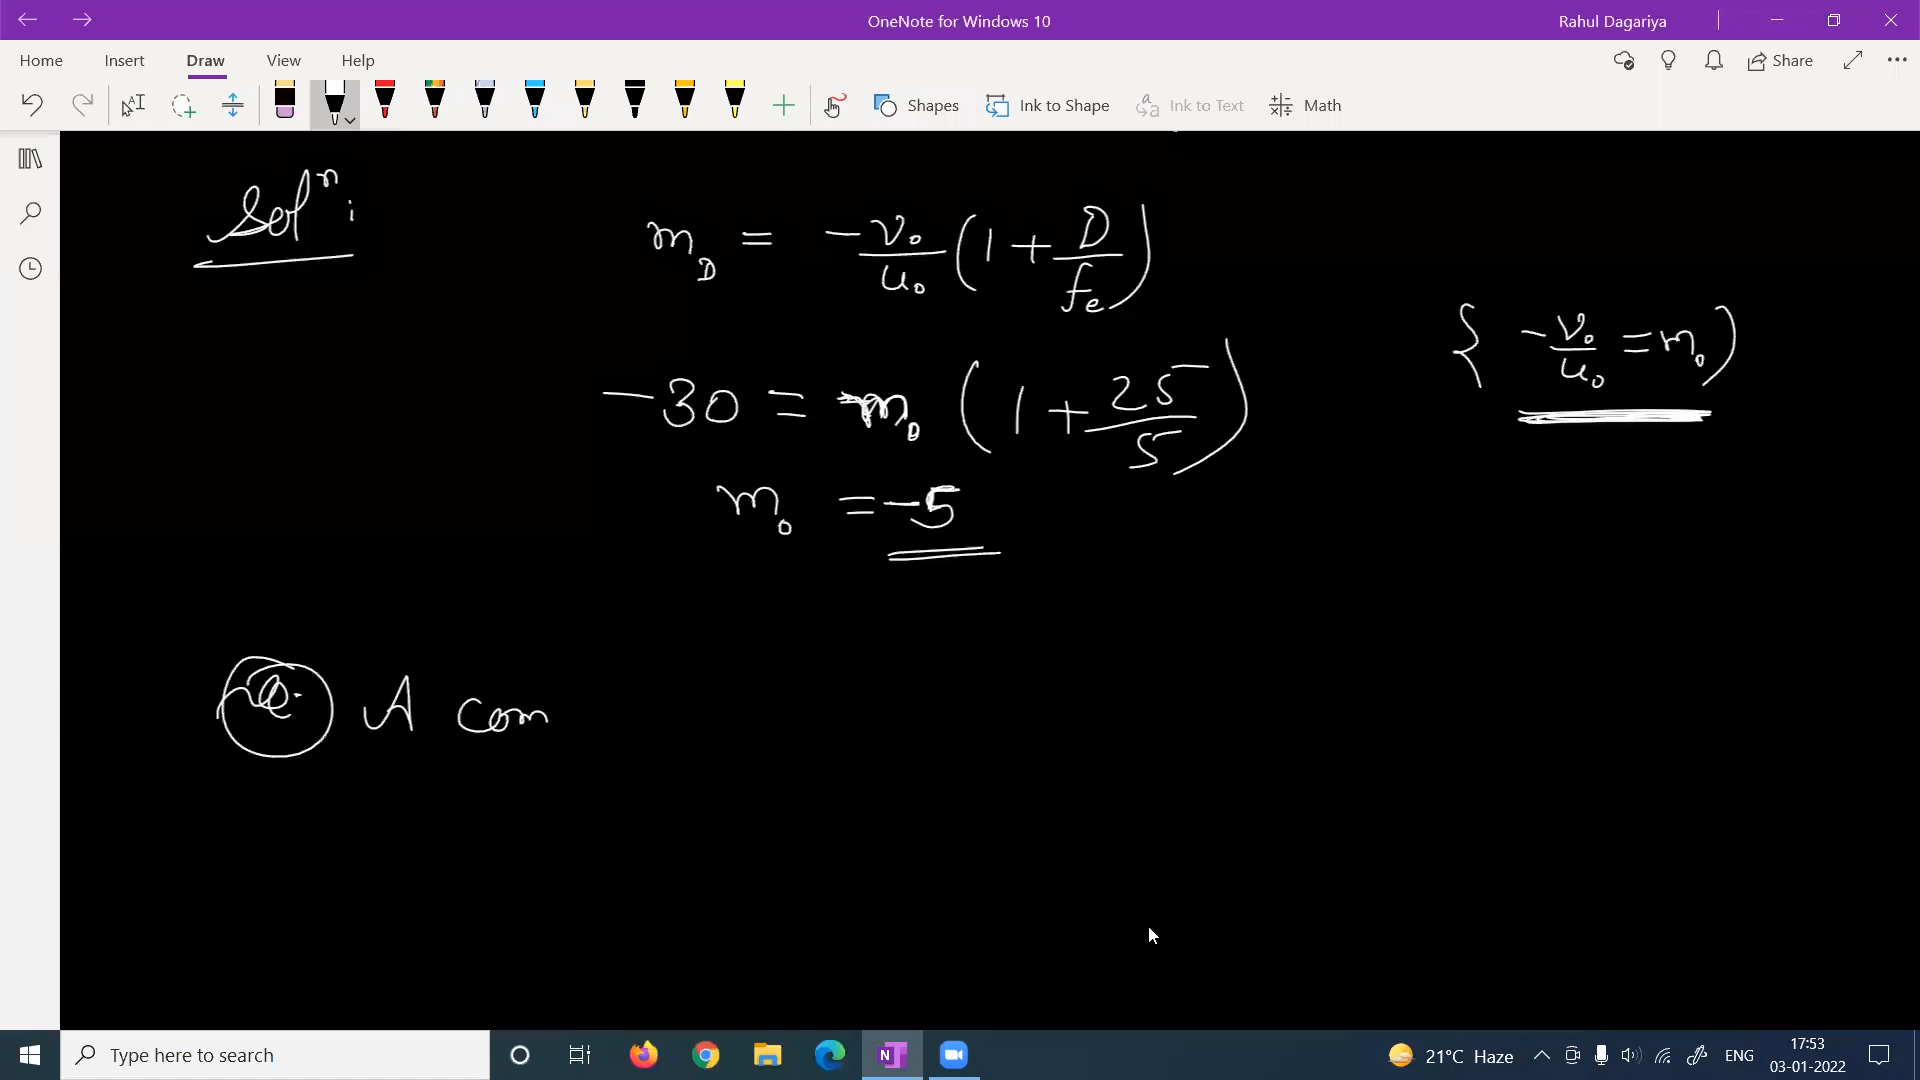 OneNote for Windows 10
Rahul Dagariya
Home Insert Draw View Help
Share
Shapes Ink to Shape Ink to Text Math
Solⁿ:
m_D = -v₀/u₀ (1 + D/fₑ)
{ -v₀/u₀ = m₀)
-30 = m₀ (1 + 25/5)
m₀ = -5
Q. A com
Type here to search
21°C Haze
ENG
17:53
03-01-2022